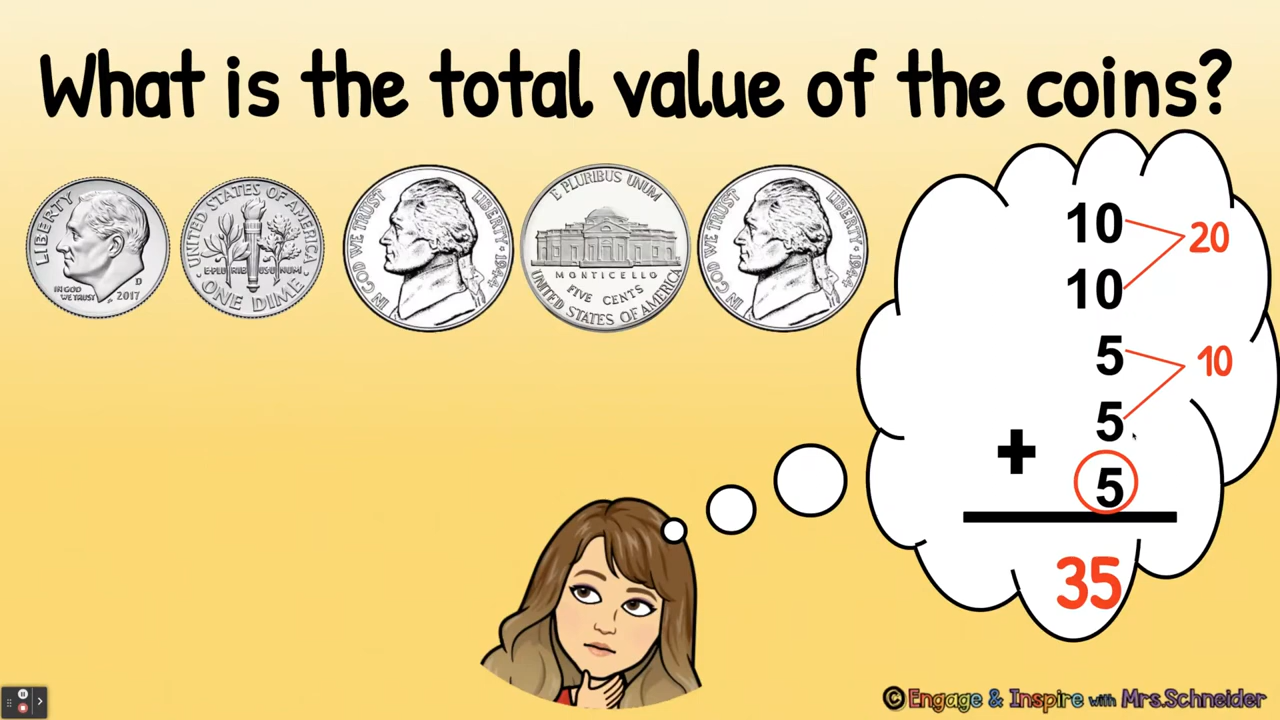 What is the total value of the coins?
LIBERTY
IN GOD
WE TRUST
D
2017
UNITED STATES OF AMERICA
E·PLURIBUS·UNUM
ONE DIME
IN GOD WE TRUST
LIBERTY · 1944
E PLURIBUS UNUM
MONTICELLO
FIVE CENTS
UNITED STATES OF AMERICA
IN GOD WE TRUST
LIBERTY · 1944
10
10
20
5
5
10
+ 5
35
© Engage & Inspire with Mrs.Schneider